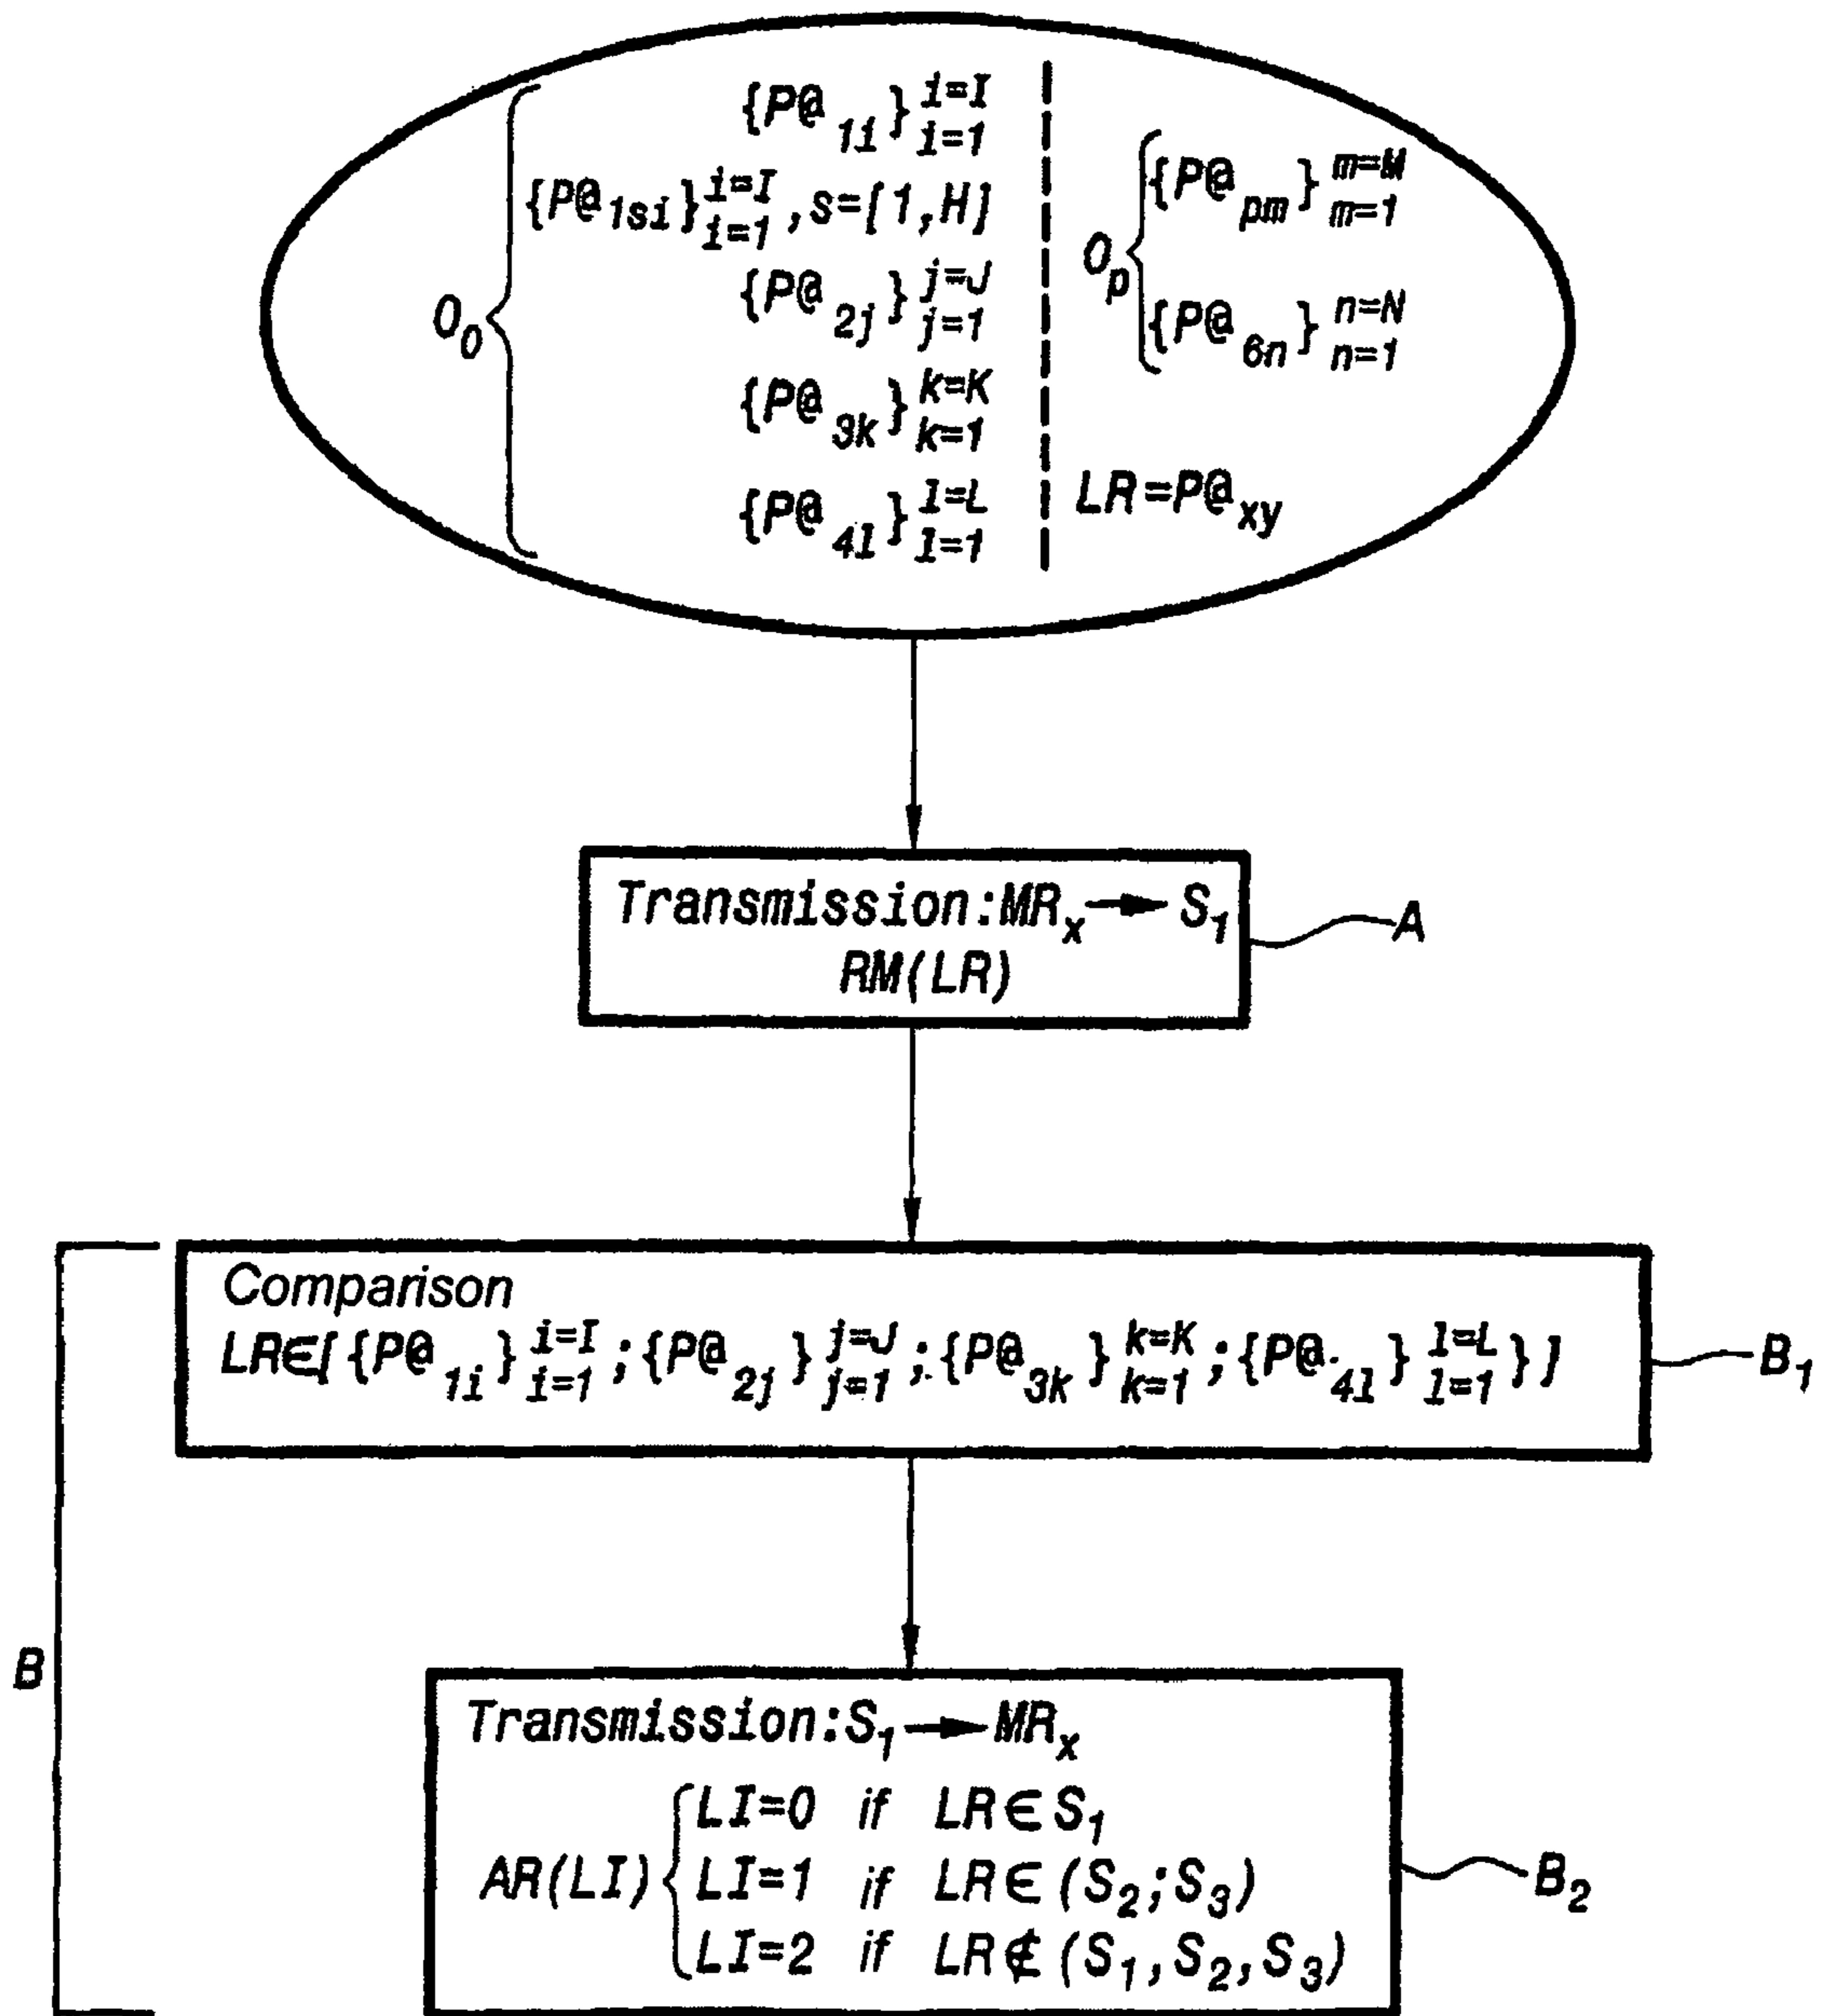 O₀ { {P@₁ᵢ} i=I i=1
{P@₁ₛᵢ} i=I i=1 , s=[1,H]
{P@₂ⱼ} j=J j=1
{P@₃ₖ} k=K k=1
{P@₄ₗ} l=L l=1
Oₚ { {P@ₚₘ} m=M m=1
{P@₆ₙ} n=N n=1
LR=P@xy
Transmission:MRₓ → S₁
RM(LR)
A
Comparison
LR∈[{P@₁ᵢ} i=I i=1 ;{P@₂ⱼ} j=J j=1 ;{P@₃ₖ} k=K k=1 ;{P@₄ₗ} l=L l=1 }]
B₁
B
Transmission:S₁ → MRₓ
AR(LI) { LI=0 if LR∈S₁
LI=1 if LR∈(S₂;S₃)
LI=2 if LR∉(S₁,S₂,S₃)
B₂